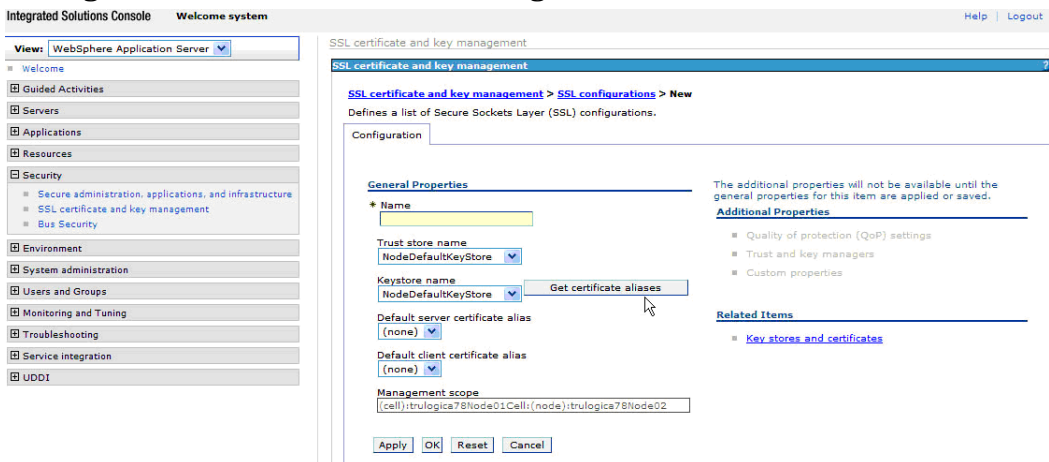 Integrated Solutions Console Welcome system Help | Logout
View: WebSphere Application Server
Welcome
Guided Activities
Servers
Applications
Resources
Security
Secure administration, applications, and infrastructure
SSL certificate and key management
Bus Security
Environment
System administration
Users and Groups
Monitoring and Tuning
Troubleshooting
Service integration
UDDI
SSL certificate and key management
SSL certificate and key management ?
SSL certificate and key management > SSL configurations > New
Defines a list of Secure Sockets Layer (SSL) configurations.
Configuration
General Properties
* Name
Trust store name
NodeDefaultKeyStore
Keystore name
NodeDefaultKeyStore Get certificate aliases
Default server certificate alias
(none)
Default client certificate alias
(none)
Management scope
(cell):trulogica78Node01Cell:(node):trulogica78Node02
Apply OK Reset Cancel
The additional properties will not be available until the
general properties for this item are applied or saved.
Additional Properties
Quality of protection (QoP) settings
Trust and key managers
Custom properties
Related Items
Key stores and certificates